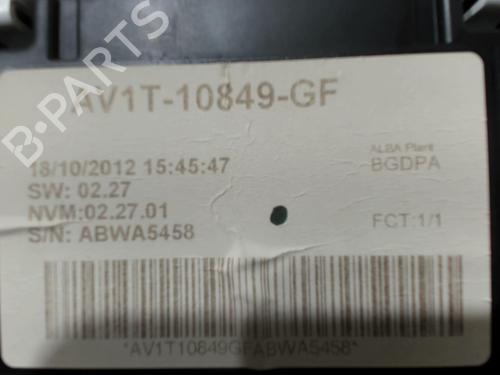 AV1T-10849-GF
18/10/2012 15:45:47
ALBA Plant
BGDPA
SW: 02.27
NVM:02.27.01
FCT:1/1
S/N: ABWA5458
*AV1T10849GFABWA5458*